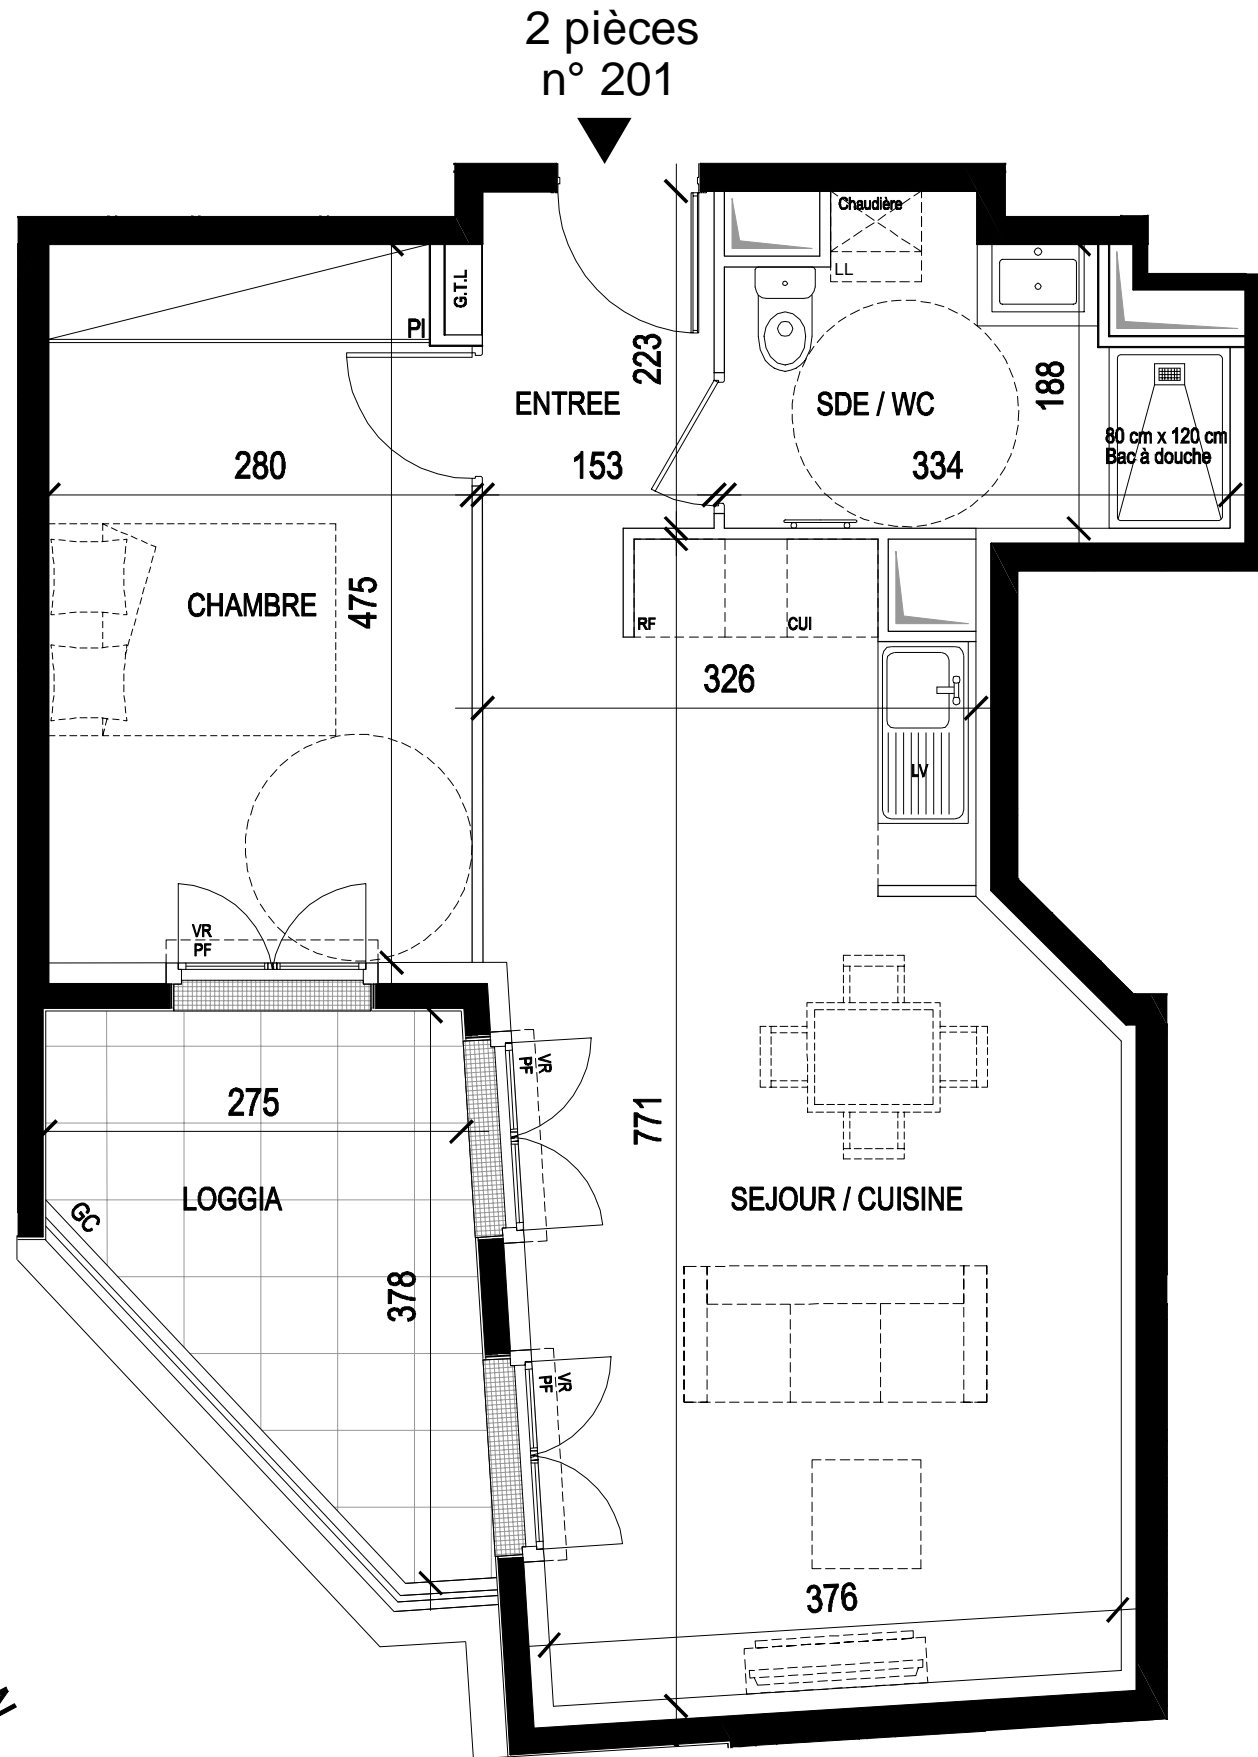 2 pièces
n° 201
Chaudière
LL
G.T.L
PI
223
ENTREE
SDE / WC
188
80 cm x 120 cm
Bac à douche
280
153
334
CHAMBRE
475
RF
CUI
326
LV
VR
PF
VR
PF
275
771
LOGGIA
GC
SEJOUR / CUISINE
378
VR
PF
376
N